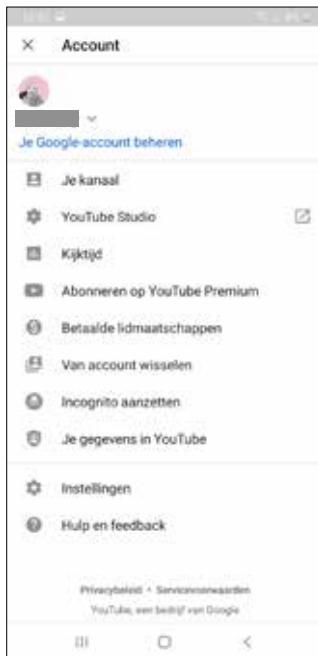 Account
Je Google-account beheren
Je kanaal
YouTube Studio
Kijktijd
Abonneren op YouTube Premium
Betaalde lidmaatschappen
Van account wisselen
Incognito aanzetten
Je gegevens in YouTube
Instellingen
Hulp en feedback
Privacybeleid • Servicevoorwaarden
YouTube, een bedrijf van Google